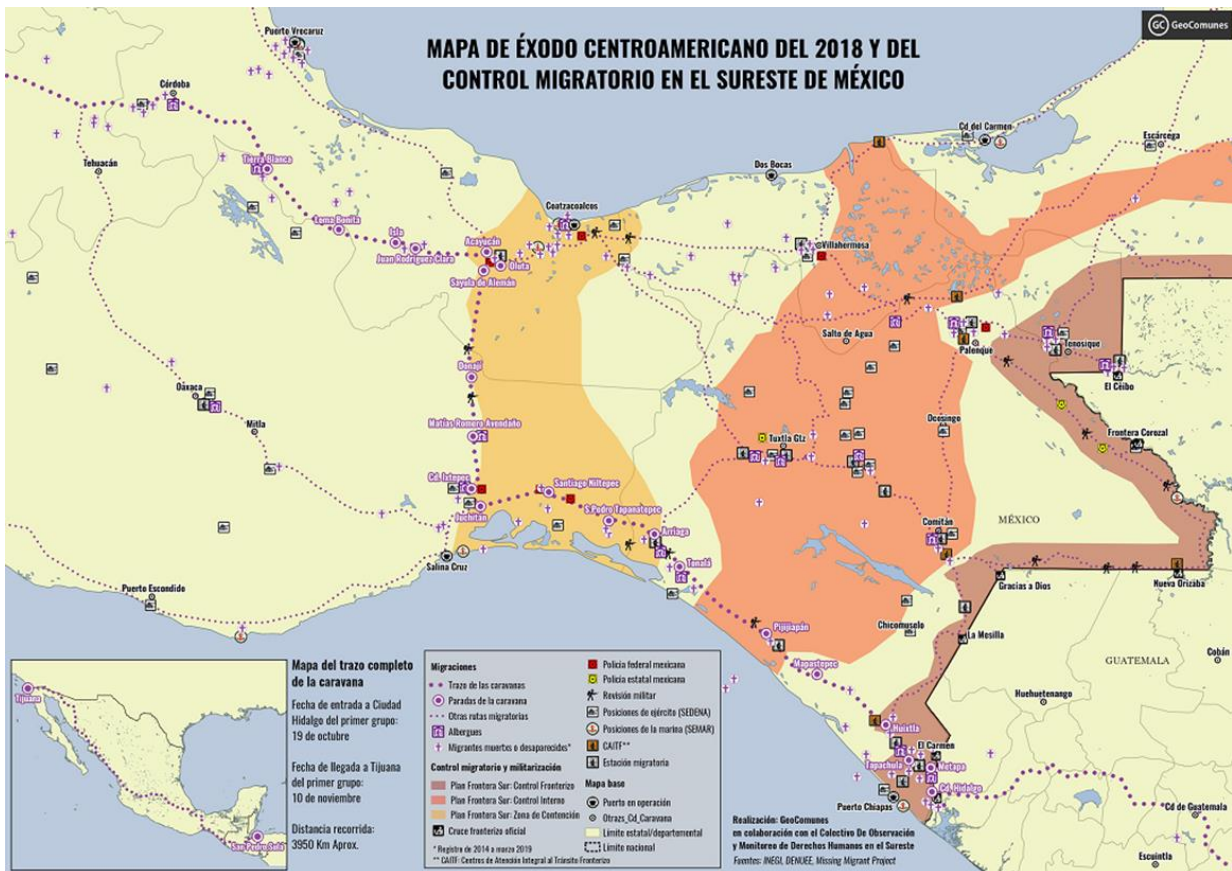 GC GeoComunes
MAPA DE ÉXODO CENTROAMERICANO DEL 2018 Y DEL
CONTROL MIGRATORIO EN EL SURESTE DE MÉXICO
Puerto Vrecaruz
Córdoba
Tehuacán
Tierra Blanca
Loma Bonita
Isla
Juan Rodríguez Clara
Acayucán
Oluta
Sayula de Alemán
Coatzacoalcos
Dos Bocas
Cd del Carmen
Escárcega
Villahermosa
Salto de Agua
Palenque
Tenosique
El Ceibo
Donají
Matías Romero Avendaño
Oaxaca
Mitla
Cd. Ixtepec
Juchitán
Santiago Niltepec
S.Pedro Tapanatepec
Arriaga
Tonalá
Salina Cruz
Puerto Escondido
Tuxtla Gtz
Ocosingo
Frontera Corozal
Comitán
MÉXICO
Gracias a Dios
Nueva Orizaba
Chicomuselo
La Mesilla
Pijijiapán
Mapastepec
GUATEMALA
Cobán
Huehuetenango
Huixtla
El Carmen
Tapachula
Metapa
Cd. Hidalgo
Puerto Chiapas
Cd de Guatemala
Escuintla
Tijuana
San Pedro Sula
Mapa del trazo completo
de la caravana
Fecha de entrada a Ciudad
Hidalgo del primer grupo:
19 de octubre
Fecha de llegada a Tijuana
del primer grupo:
10 de noviembre
Distancia recorrida:
3950 Km Aprox.
Migraciones
Trazo de las caravanas
Paradas de la caravana
Otras rutas migratorias
Albergues
Migrantes muertes o desaparecidos*
Control migratorio y militarización
Plan Frontera Sur: Control Fronterizo
Plan Frontera Sur: Control Interno
Plan Frontera Sur: Zona de Contención
Cruce fronterizo oficial
* Registre de 2014 a marzo 2019
** CAITF: Centros de Atención Integral al Tránsito Fronterizo
Policía federal mexicana
Policía estatal mexicana
Revisión militar
Posiciones de ejército (SEDENA)
Posiciones de la marina (SEMAR)
CAITF**
Estación migratoria
Mapa base
Puerto en operación
Otrazs_Cd_Caravana
Límite estatal/departamental
Límite nacional
Realización: GeoComunes
en colaboración con el Colectivo De Observación
y Monitoreo de Derechos Humanos en el Sureste
Fuentes: INEGI, DENUEE, Missing Migrant Project